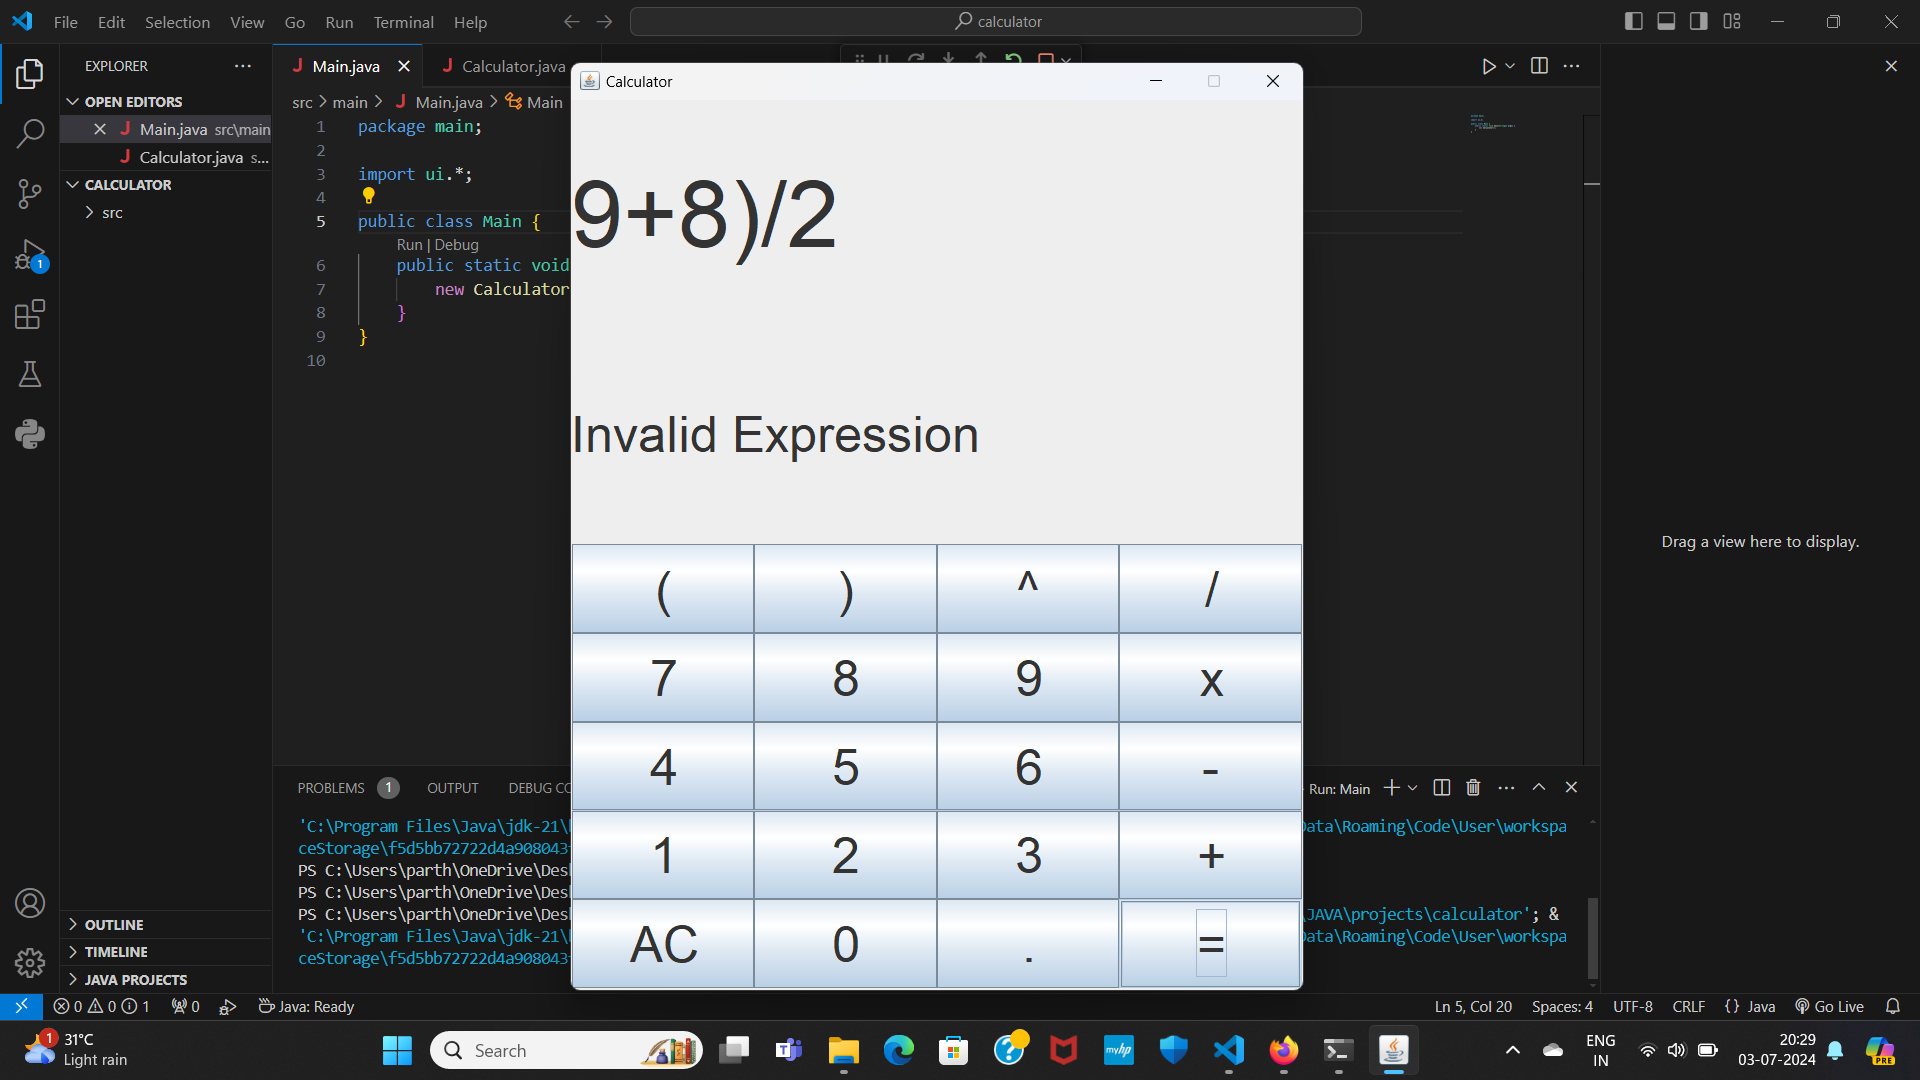 File Edit Selection View Go Run Terminal Help
calculator
EXPLORER
OPEN EDITORS
Main.java src\main
Calculator.java s...
CALCULATOR
src
OUTLINE
TIMELINE
JAVA PROJECTS
1
Main.java
Calculator.java
src > main > Main.java > Main
1 package main;
2
3 import ui.*;
4
5 public class Main {
Run | Debug
6 public static void
7 new Calculator
8 }
9 }
10
Calculator
9+8)/2
Invalid Expression
( ) ^ /
7 8 9 x
4 5 6 -
1 2 3 +
AC 0 . =
Drag a view here to display.
PROBLEMS 1 OUTPUT DEBUG CO
Run: Main
'C:\Program Files\Java\jdk-21\ Data\Roaming\Code\User\workspa
ceStorage\f5d5bb72722d4a908043
PS C:\Users\parth\OneDrive\Des
PS C:\Users\parth\OneDrive\Des
PS C:\Users\parth\OneDrive\Des \JAVA\projects\calculator'; &
'C:\Program Files\Java\jdk-21\ Data\Roaming\Code\User\workspa
ceStorage\f5d5bb72722d4a908043
0 0 1 0 Java: Ready
Ln 5, Col 20 Spaces: 4 UTF-8 CRLF {} Java Go Live
1 31°C
Light rain
Search
T
?
myhp
PRE
ENG
IN
20:29
03-07-2024